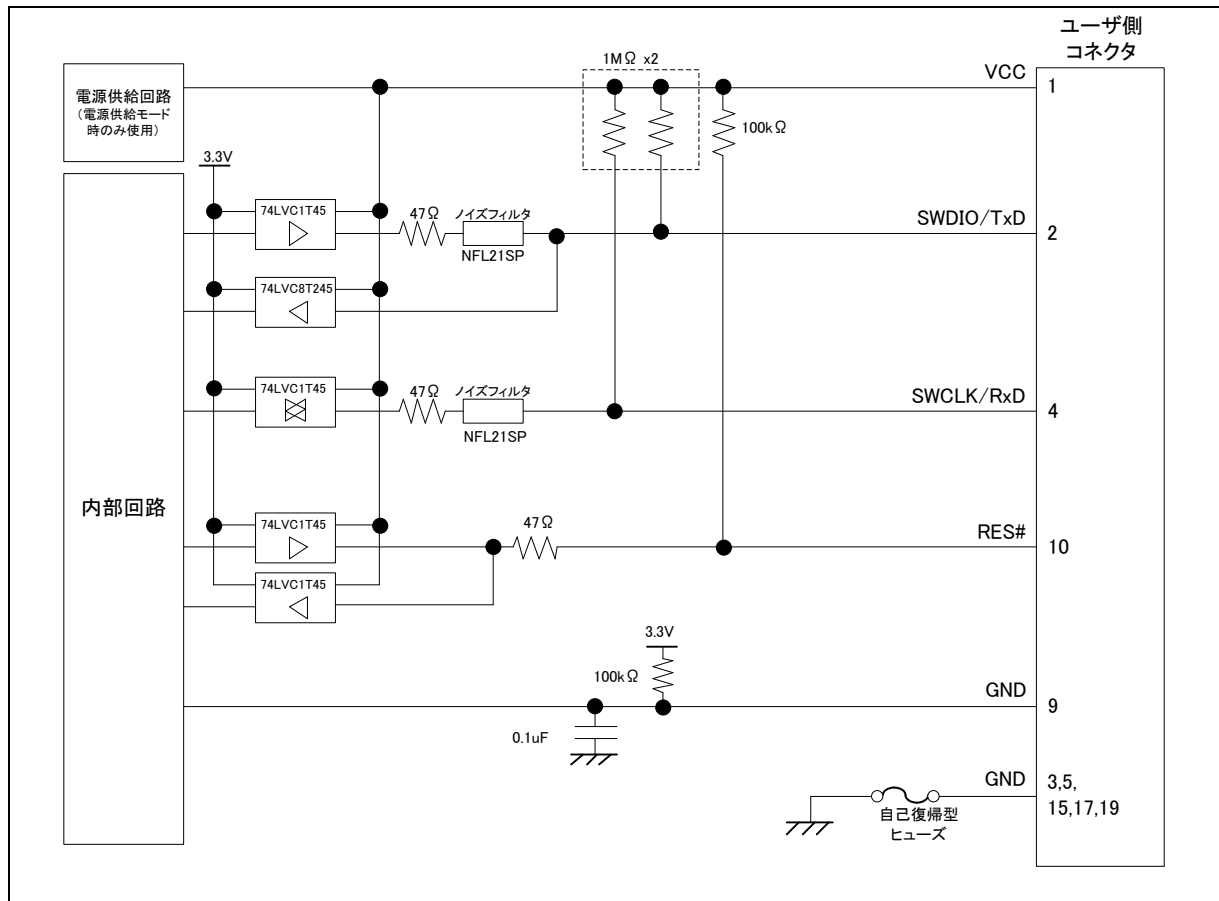 ユーザ側
コネクタ
1MΩ x2
VCC
1
電源供給回路
(電源供給モード
時のみ使用)
100kΩ
3.3V
74LVC1T45
47Ω
ノイズフィルタ
NFL21SP
SWDIO/TxD
2
74LVC8T245
74LVC1T45
47Ω
ノイズフィルタ
NFL21SP
SWCLK/RxD
4
内部回路
74LVC1T45
47Ω
RES#
10
74LVC1T45
3.3V
100kΩ
GND
9
0.1uF
GND
3,5,
15,17,19
自己復帰型
ヒューズ